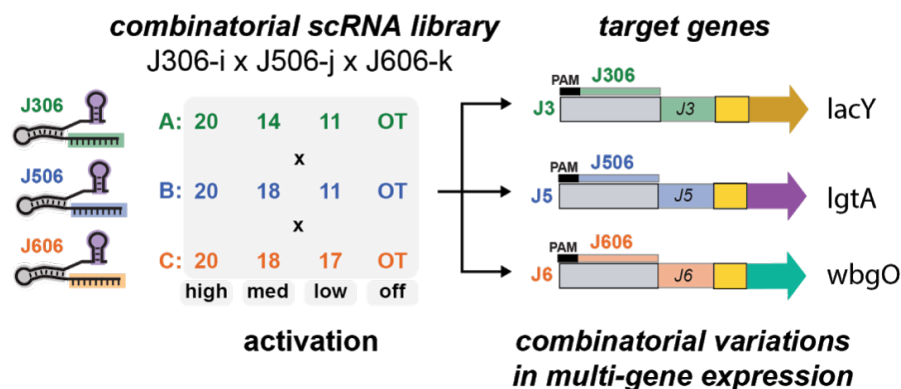 combinatorial scRNA library
J306-i x J506-j x J606-k
J306
J506
J606
A: 20 14 11 OT
x
B: 20 18 11 OT
x
C: 20 18 17 OT
high med low off
activation
target genes
PAM J306
J3 J3 lacY
PAM J506
J5 J5 lgtA
PAM J606
J6 J6 wbgO
combinatorial variations
in multi-gene expression